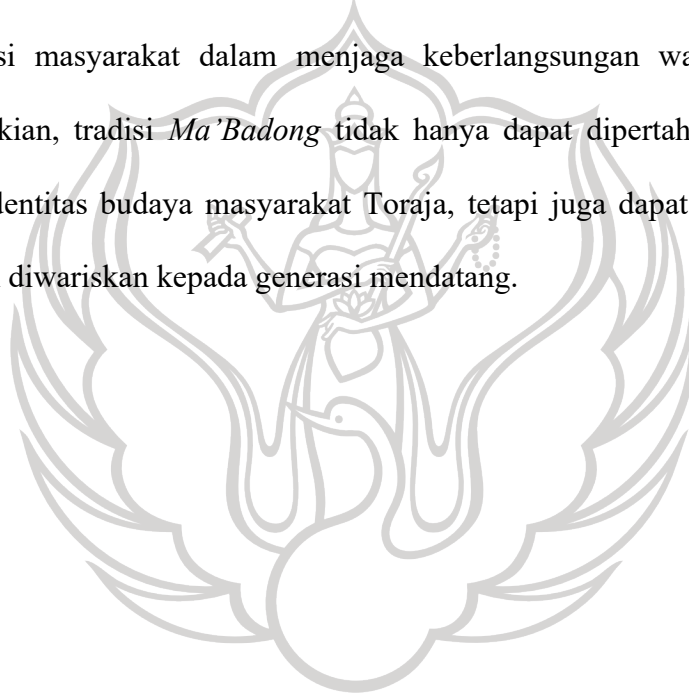 si masyarakat dalam menjaga keberlangsungan wa
kian, tradisi Ma’Badong tidak hanya dapat dipertah
dentitas budaya masyarakat Toraja, tetapi juga dapat
diwariskan kepada generasi mendatang.